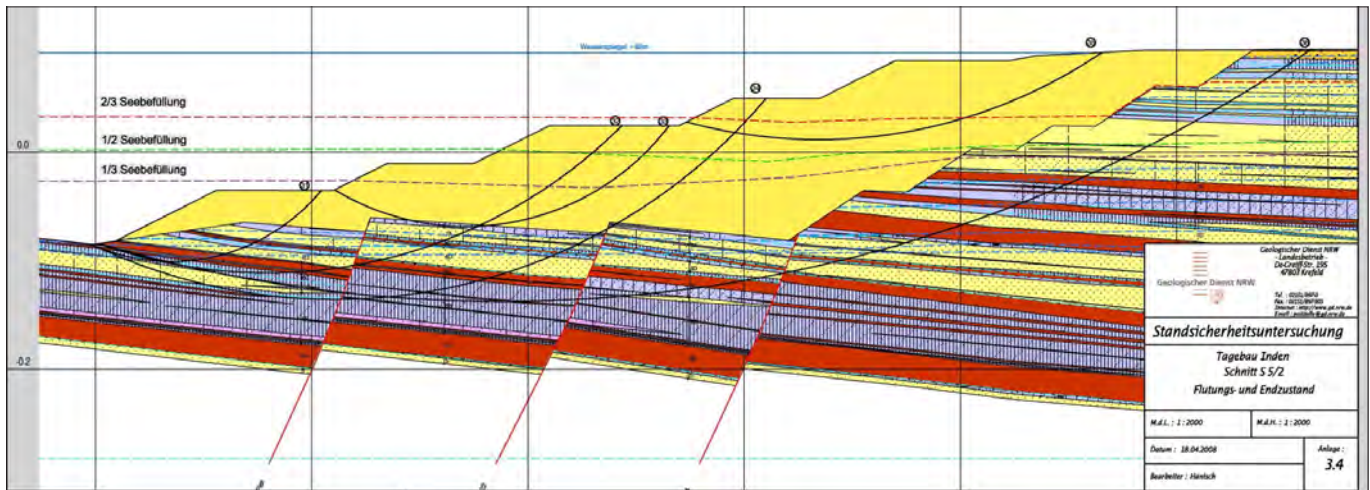 Wasserspiegel +92m
2/3 Seebefüllung
1/2 Seebefüllung
0.0
1/3 Seebefüllung
-0.2
Geologischer Dienst NRW
- Landesbetrieb -
De-Greiff-Str. 195
47803 Krefeld
Geologischer Dienst NRW
Standsicherheitsuntersuchung
Tagebau Inden
Schnitt S 5/2
Flutungs- und Endzustand
M.d.L. : 1 : 2000
M.d.H. : 1 : 2000
Datum : 18.04.2008
Anlage :
3.4
Bearbeiter : Hanisch